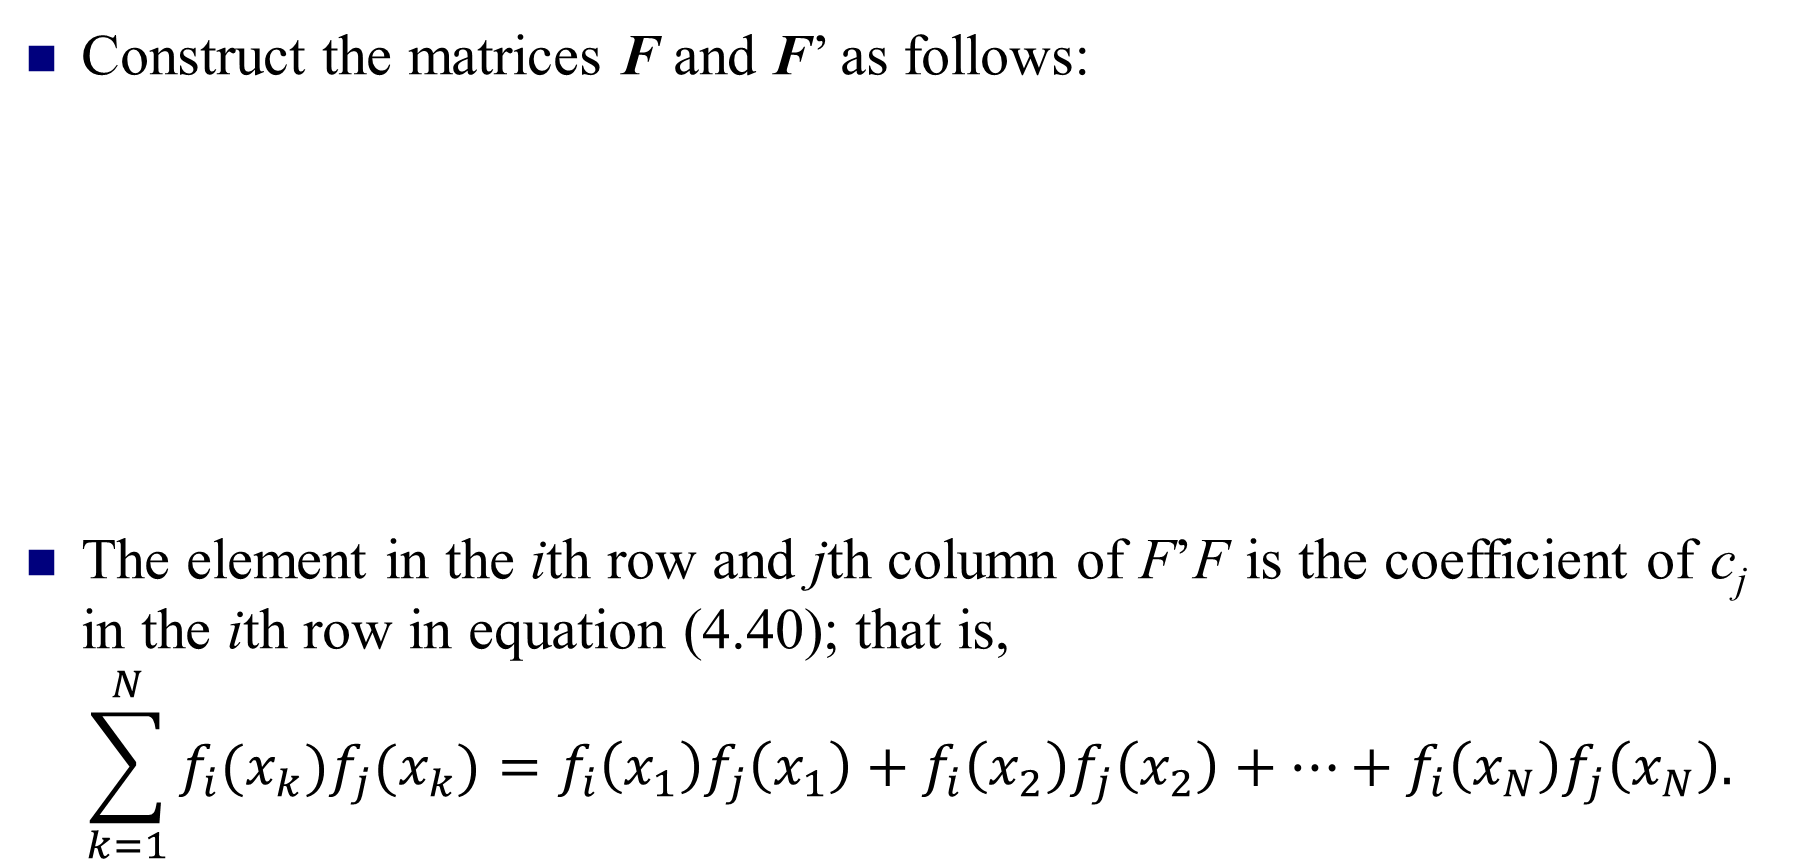 ■ Construct the matrices F and F’ as follows:
■ The element in the ith row and jth column of F’F is the coefficient of c_j
in the ith row in equation (4.40); that is,
\sum_{k=1}^{N} f_i(x_k)f_j(x_k) = f_i(x_1)f_j(x_1) + f_i(x_2)f_j(x_2) + ⋯ + f_i(x_N)f_j(x_N).